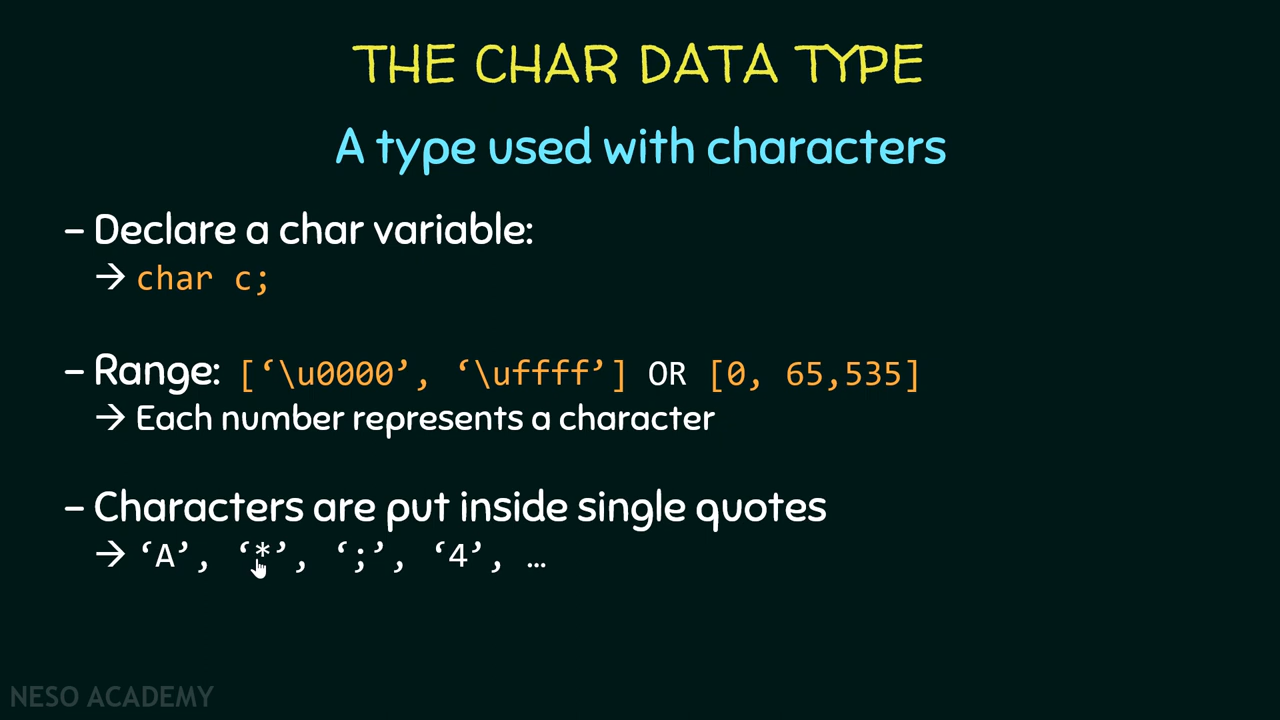 THE CHAR DATA TYPE
A type used with characters
– Declare a char variable:
→ char c;
– Range: [‘\u0000’, ‘\uffff’] OR [0, 65,535]
→ Each number represents a character
– Characters are put inside single quotes
→ ‘A’, ‘*’, ‘;’, ‘4’, …
NESO ACADEMY